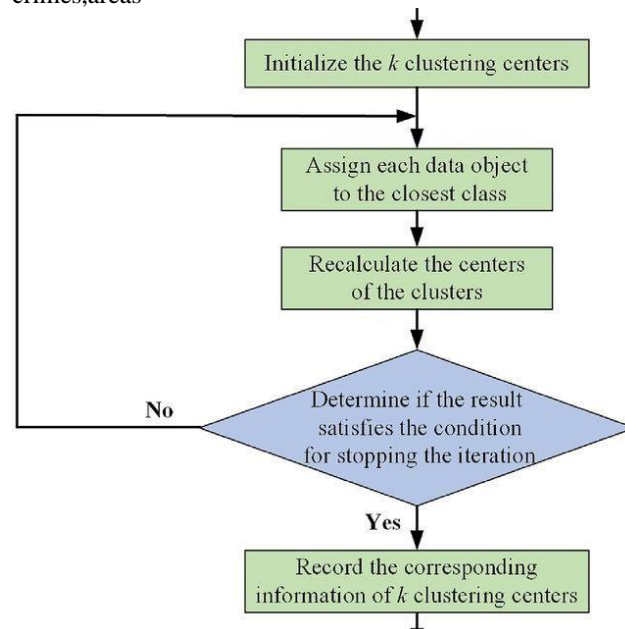 crimes,areas
Initialize the k clustering centers
Assign each data object
to the closest class
Recalculate the centers
of the clusters
Determine if the result
satisfies the condition
for stopping the iteration
No
Yes
Record the corresponding
information of k clustering centers